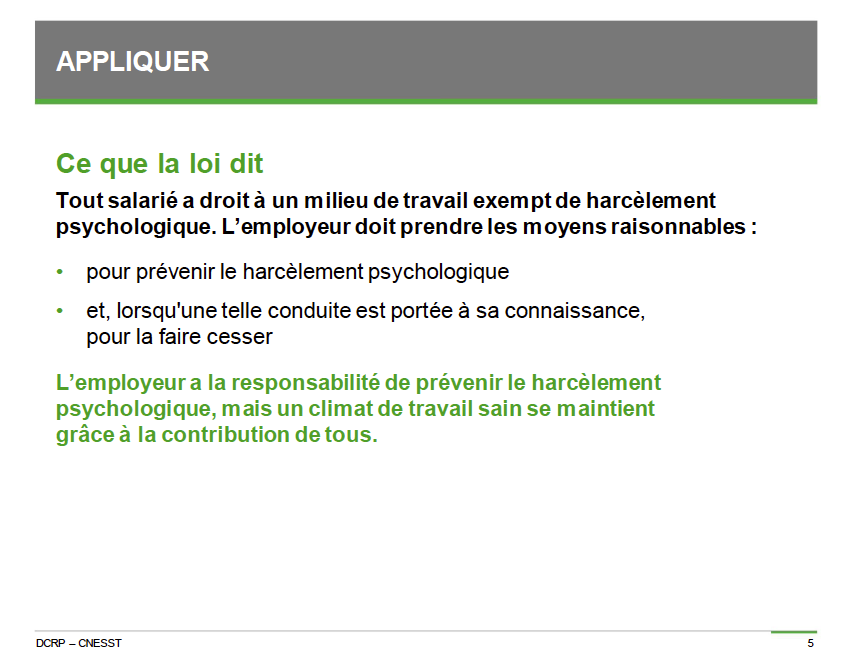 APPLIQUER
Ce que la loi dit
Tout salarié a droit à un milieu de travail exempt de harcèlement
psychologique. L’employeur doit prendre les moyens raisonnables :
• pour prévenir le harcèlement psychologique
• et, lorsqu'une telle conduite est portée à sa connaissance,
pour la faire cesser
L’employeur a la responsabilité de prévenir le harcèlement
psychologique, mais un climat de travail sain se maintient
grâce à la contribution de tous.
DCRP – CNESST
5